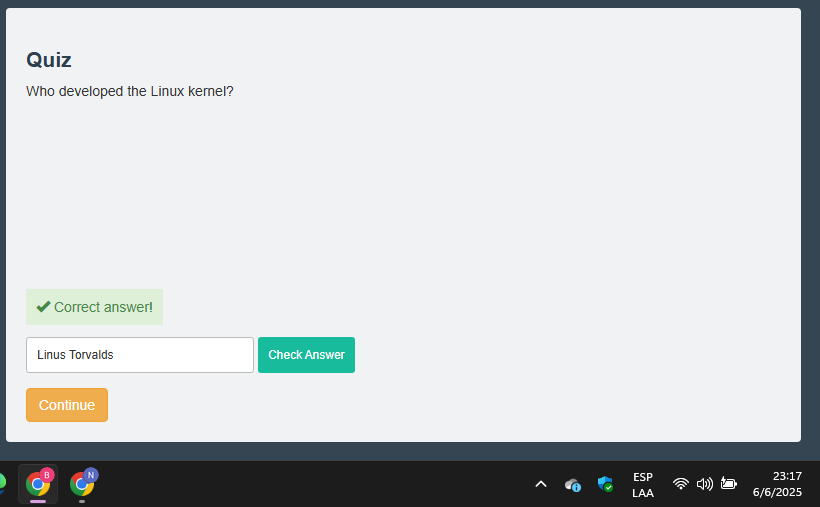 Quiz
Who developed the Linux kernel?
Correct answer!
Linus Torvalds
Check Answer
Continue
B
N
ESP
LAA
23:17
6/6/2025